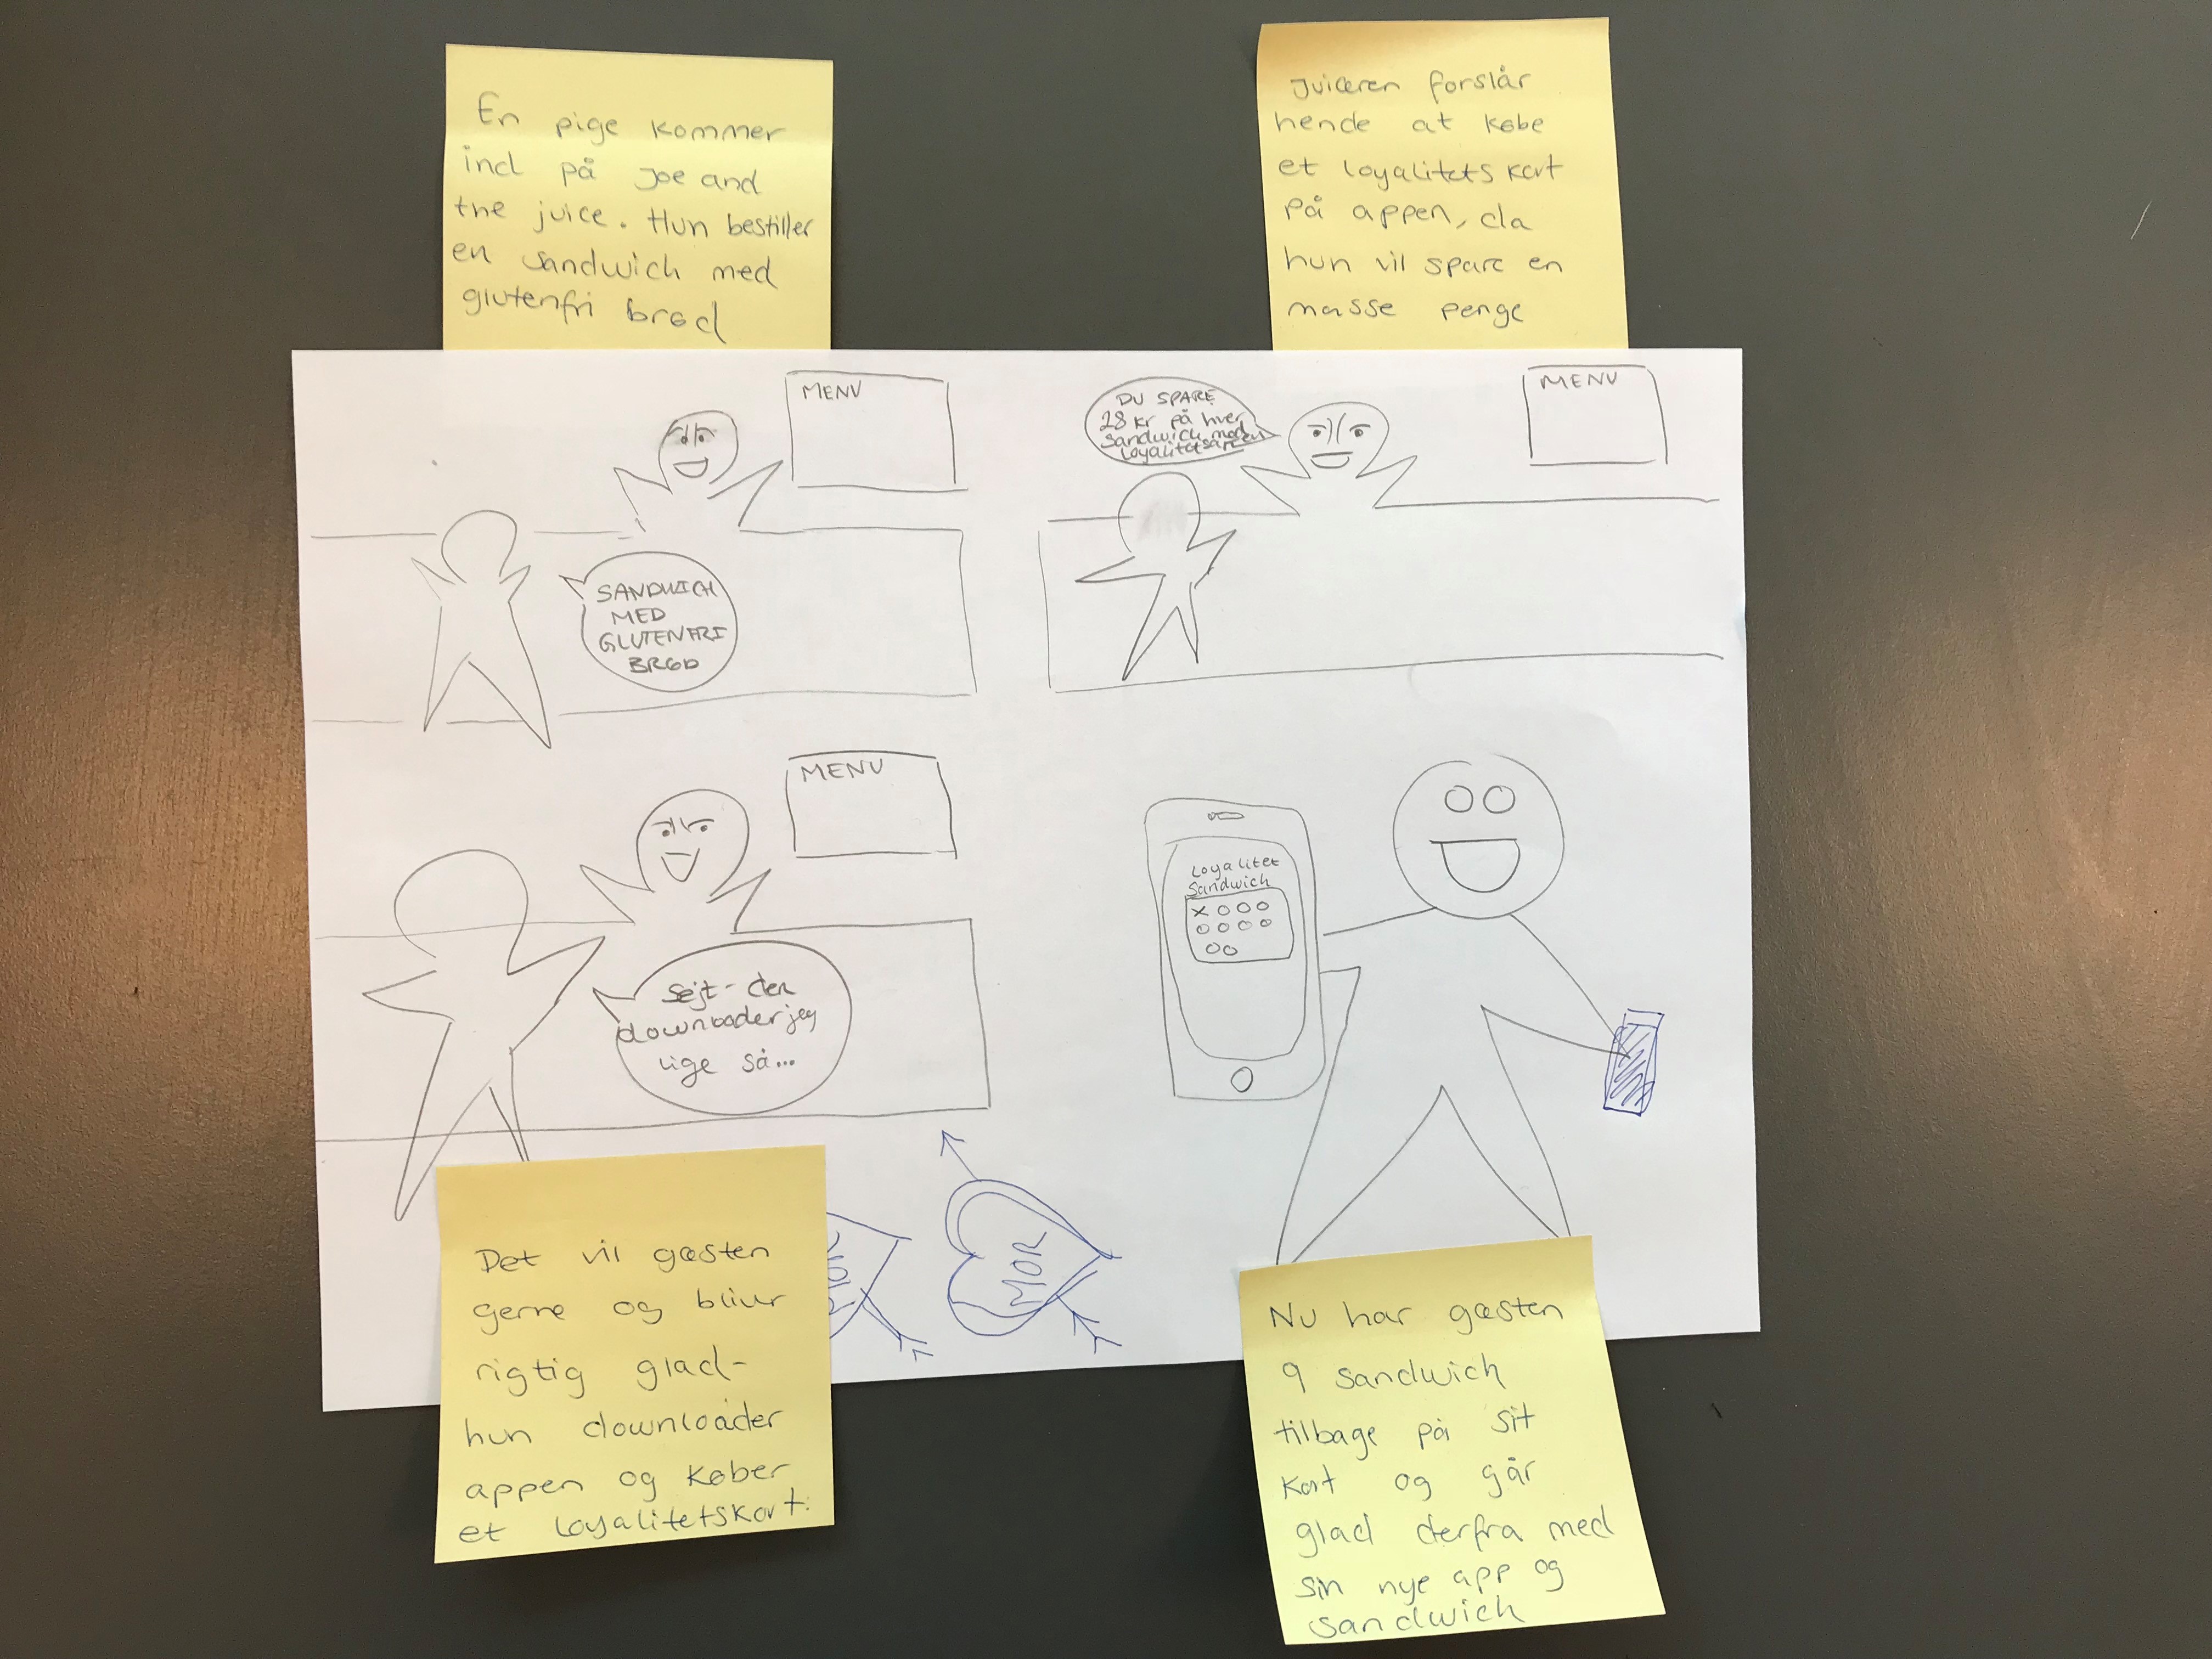 En pige kommer
ind på Joe and
the juice. Hun bestiller
en sandwich med
glutenfri brød
Juiceren forslår
hende at købe
et loyalitets kort
på appen, da
hun vil spare en
masse penge
MENU
SANDWICH
MED
GLUTENFRI
BRØD
DU SPARE
28 kr på hver
sandwich med
MENU
MENU
Sejt - den
downloader jeg
lige så...
Loyalitet
Sandwich
XOOO
OOOO
OO
MOR
Det vil gæsten
gerne og bliver
rigtig glad-
hun downloader
appen og køber
et loyalitetskort.
Nu har gæsten
9 sandwich
tilbage på sit
kort og går
glad derfra med
sin nye app og
sandwich